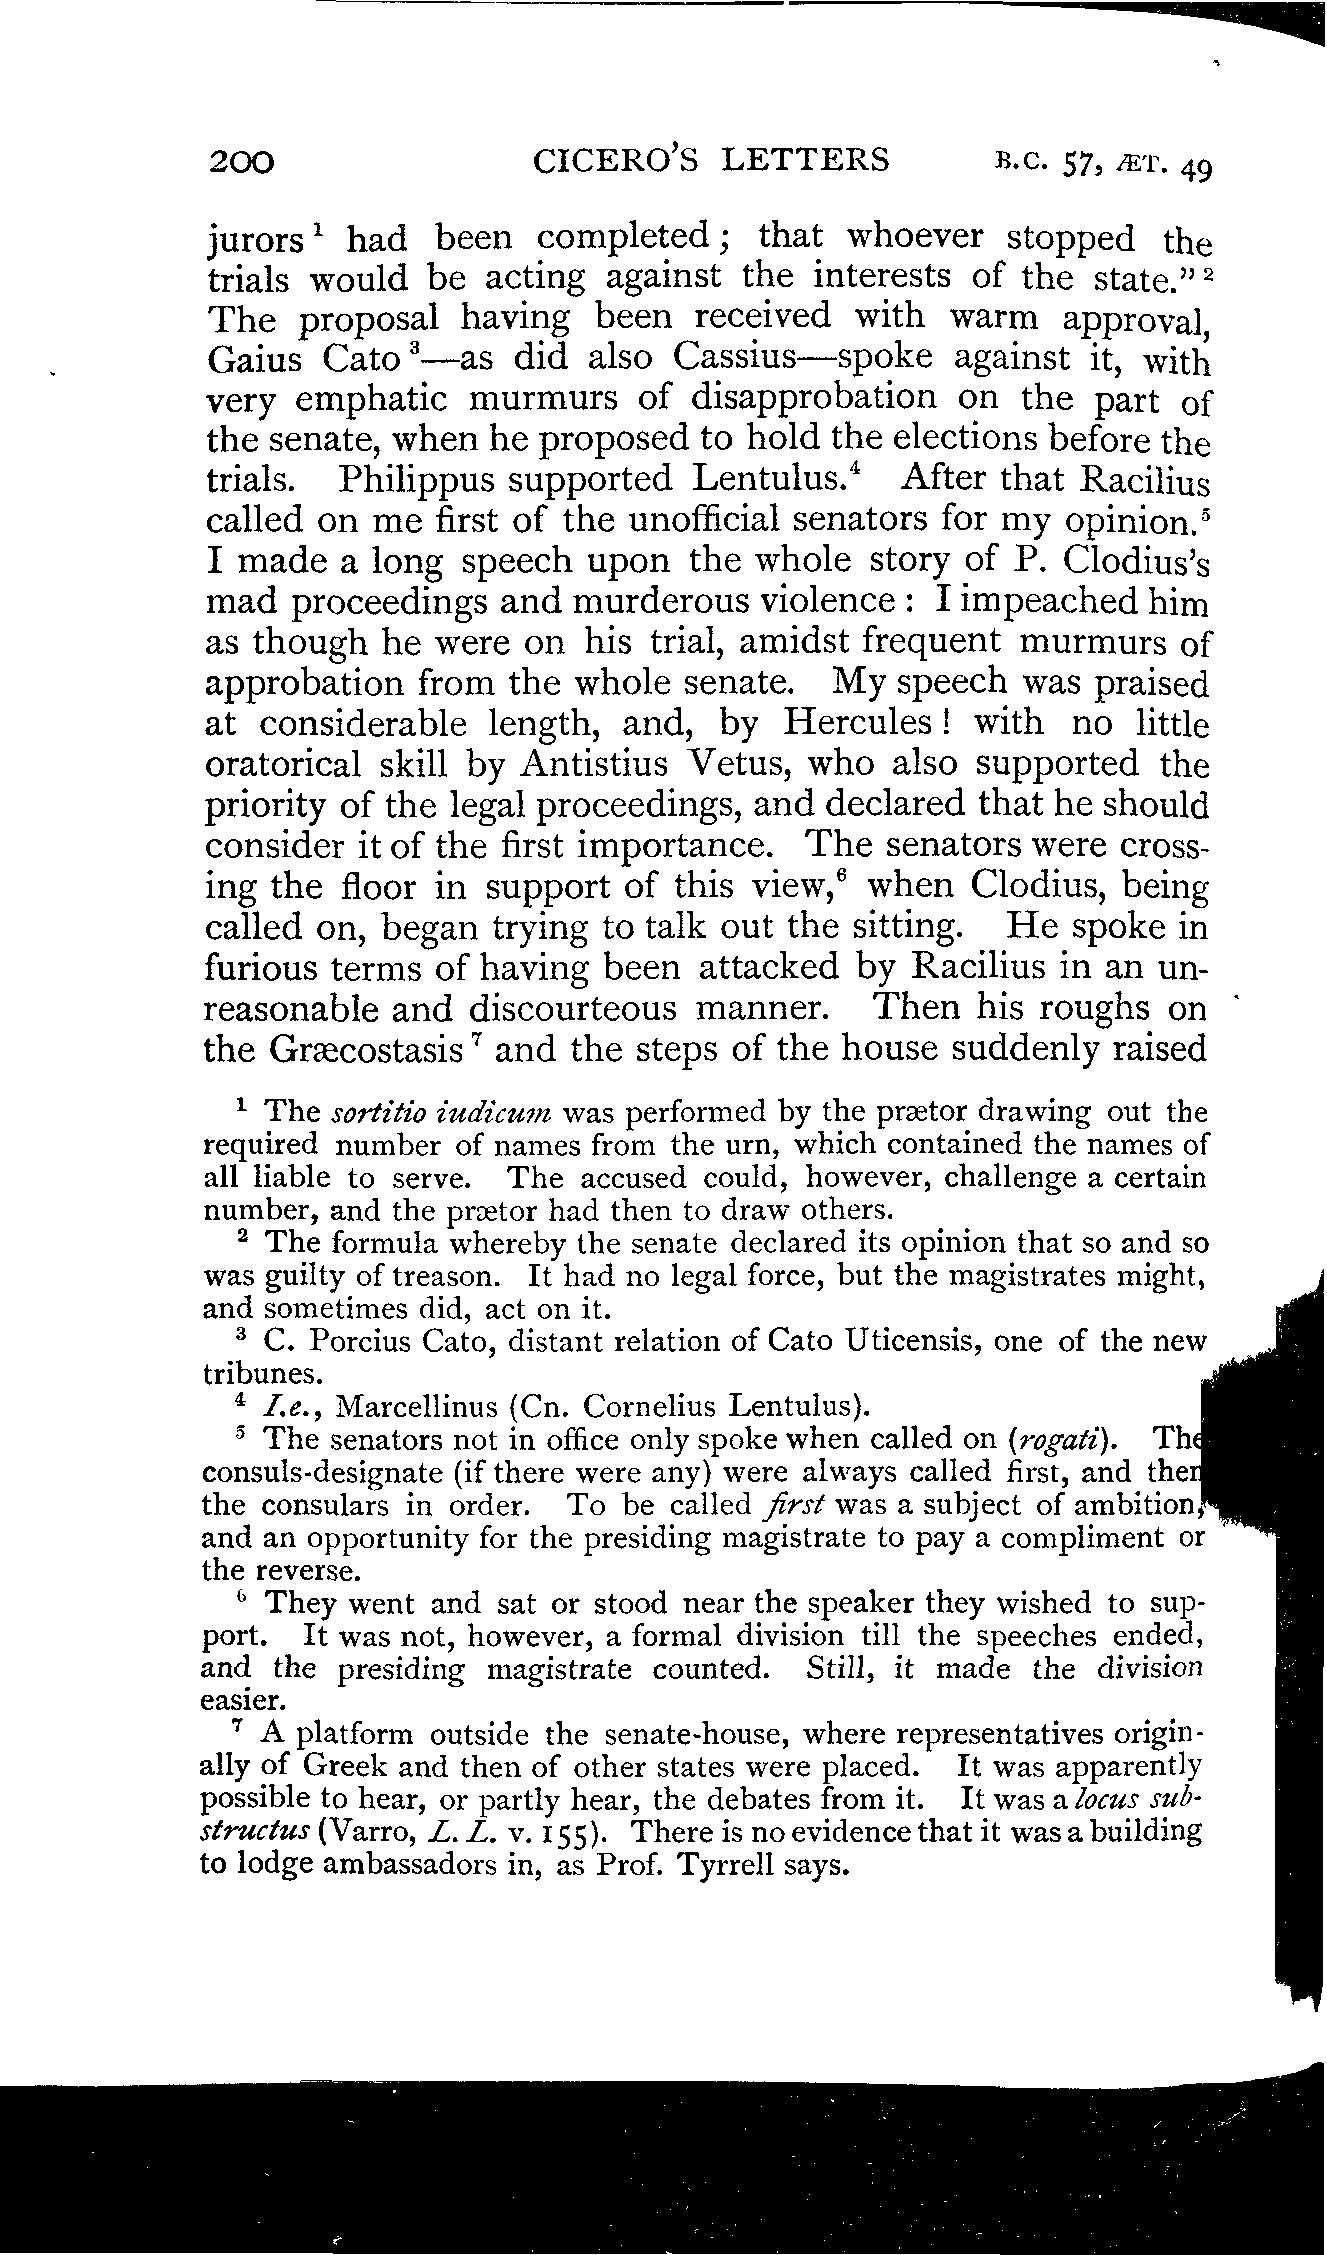 200 CICERO'S LETTERS B.C. 57, ÆT. 49
jurors ¹ had been completed ; that whoever stopped the
trials would be acting against the interests of the state." ²
The proposal having been received with warm approval,
Gaius Cato ³—as did also Cassius—spoke against it, with
very emphatic murmurs of disapprobation on the part of
the senate, when he proposed to hold the elections before the
trials. Philippus supported Lentulus.⁴ After that Racilius
called on me first of the unofficial senators for my opinion.⁵
I made a long speech upon the whole story of P. Clodius's
mad proceedings and murderous violence : I impeached him
as though he were on his trial, amidst frequent murmurs of
approbation from the whole senate. My speech was praised
at considerable length, and, by Hercules ! with no little
oratorical skill by Antistius Vetus, who also supported the
priority of the legal proceedings, and declared that he should
consider it of the first importance. The senators were cross-
ing the floor in support of this view,⁶ when Clodius, being
called on, began trying to talk out the sitting. He spoke in
furious terms of having been attacked by Racilius in an un-
reasonable and discourteous manner. Then his roughs on
the Græcostasis ⁷ and the steps of the house suddenly raised
¹ The sortitio iudicum was performed by the prætor drawing out the
required number of names from the urn, which contained the names of
all liable to serve. The accused could, however, challenge a certain
number, and the prætor had then to draw others.
² The formula whereby the senate declared its opinion that so and so
was guilty of treason. It had no legal force, but the magistrates might,
and sometimes did, act on it.
³ C. Porcius Cato, distant relation of Cato Uticensis, one of the new
tribunes.
⁴ I.e., Marcellinus (Cn. Cornelius Lentulus).
⁵ The senators not in office only spoke when called on (rogati). The
consuls-designate (if there were any) were always called first, and then
the consulars in order. To be called first was a subject of ambition,
and an opportunity for the presiding magistrate to pay a compliment or
the reverse.
⁶ They went and sat or stood near the speaker they wished to sup-
port. It was not, however, a formal division till the speeches ended,
and the presiding magistrate counted. Still, it made the division
easier.
⁷ A platform outside the senate-house, where representatives origin-
ally of Greek and then of other states were placed. It was apparently
possible to hear, or partly hear, the debates from it. It was a locus sub-
structus (Varro, L. L. v. 155). There is no evidence that it was a building
to lodge ambassadors in, as Prof. Tyrrell says.